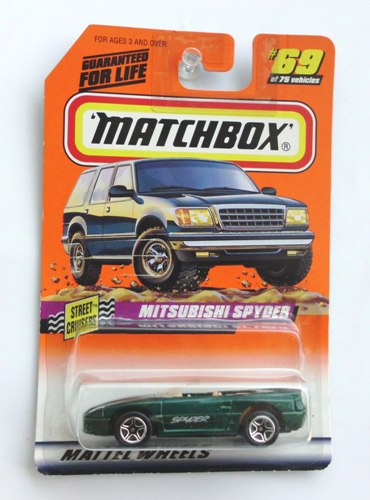 FOR AGES 3 AND OVER
GUARANTEED
FOR LIFE!
#69
of 75 vehicles
'MATCHBOX'®
STREET™
CRUISERS
MITSUBISHI SPYDER
SPYDER
MATTEL WHEELS